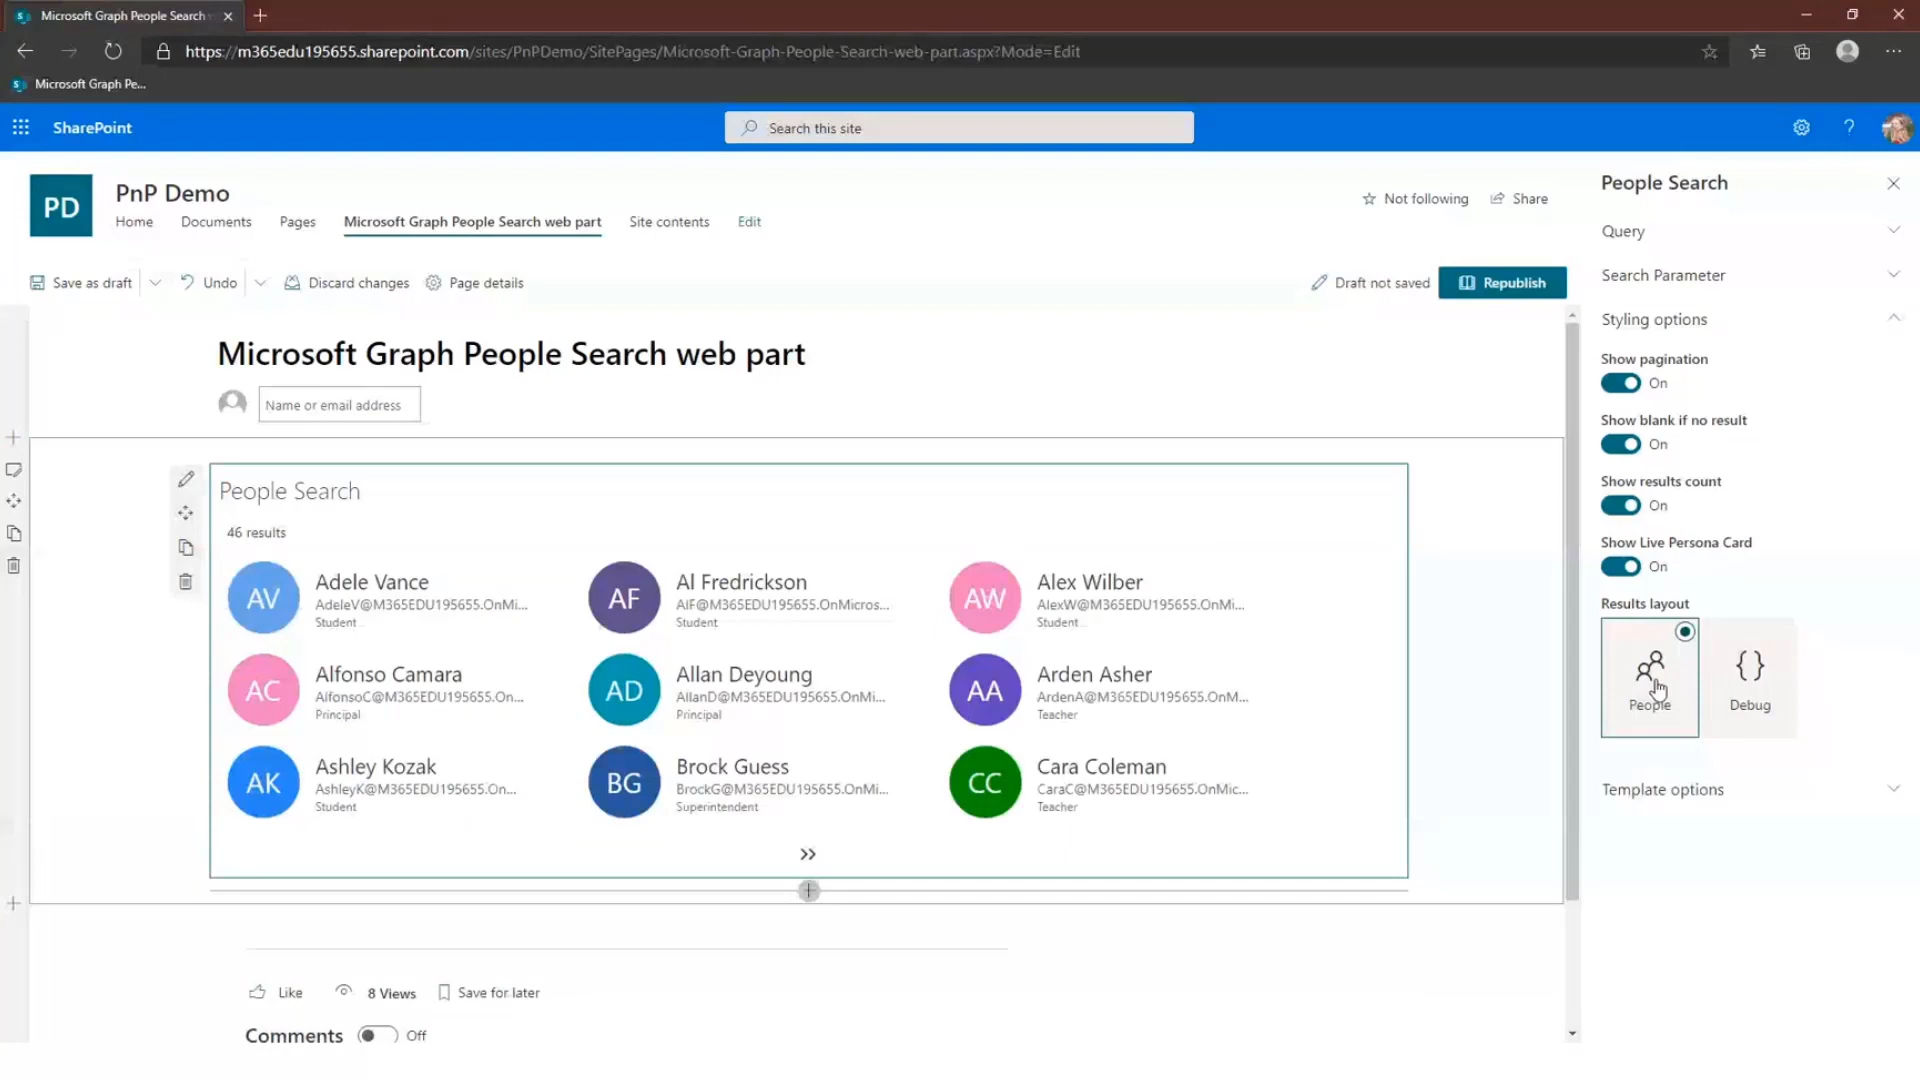 Microsoft Graph People Search
https://m365edu195655.sharepoint.com/sites/PnPDemo/SitePages/Microsoft-Graph-People-Search-web-part.aspx?Mode=Edit
Microsoft Graph Pe...
SharePoint
Search this site
PD
PnP Demo
Home Documents Pages Microsoft Graph People Search web part Site contents Edit
Not following Share
Save as draft Undo Discard changes Page details
Draft not saved Republish
Microsoft Graph People Search web part
Name or email address
People Search
46 results
AV Adele Vance
AdeleV@M365EDU195655.OnMi...
Student
AF Al Fredrickson
AlF@M365EDU195655.OnMicros...
Student
AW Alex Wilber
AlexW@M365EDU195655.OnMi...
Student
AC Alfonso Camara
AlfonsoC@M365EDU195655.On...
Principal
AD Allan Deyoung
AllanD@M365EDU195655.OnMi...
Principal
AA Arden Asher
ArdenA@M365EDU195655.OnM...
Teacher
AK Ashley Kozak
AshleyK@M365EDU195655.On...
Student
BG Brock Guess
BrockG@M365EDU195655.OnMi...
Superintendent
CC Cara Coleman
CaraC@M365EDU195655.OnMic...
Teacher
Like 8 Views Save for later
Comments Off
People Search
Query
Search Parameter
Styling options
Show pagination
On
Show blank if no result
On
Show results count
On
Show Live Persona Card
On
Results layout
People Debug
Template options